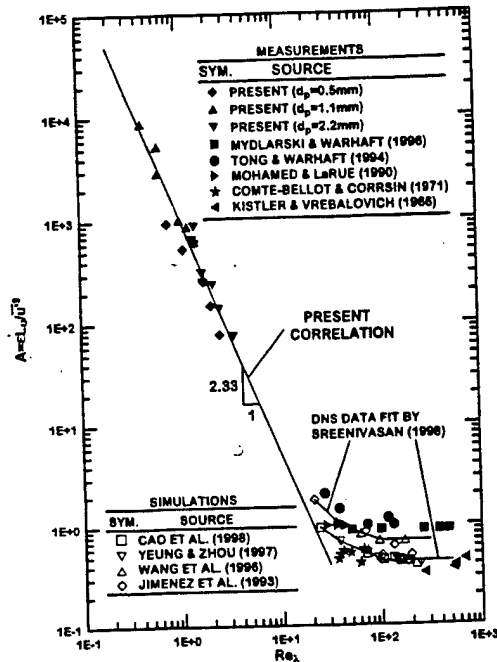 1E+5
1E+4
1E+3
1E+2
1E+1
1E+0
1E-1
MEASUREMENTS
SYM. SOURCE
◆ PRESENT (dp=0.5mm)
▲ PRESENT (dp=1.1mm)
▼ PRESENT (dp=2.2mm)
■ MYDLARSKI & WARHAFT (1996)
● TONG & WARHAFT (1994)
▶ MOHAMED & LaRUE (1990)
★ COMTE-BELLOT & CORRSIN (1971)
◀ KISTLER & VREBALOVICH (1966)
PRESENT
CORRELATION
2.33
1
DNS DATA FIT BY
SREENIVASAN (1998)
SIMULATIONS
SYM. SOURCE
□ CAO ET AL. (1998)
▽ YEUNG & ZHOU (1997)
△ WANG ET AL. (1996)
◇ JIMENEZ ET AL. (1993)
1E-1
1E+0
1E+1
1E+2
1E+3
Reλ